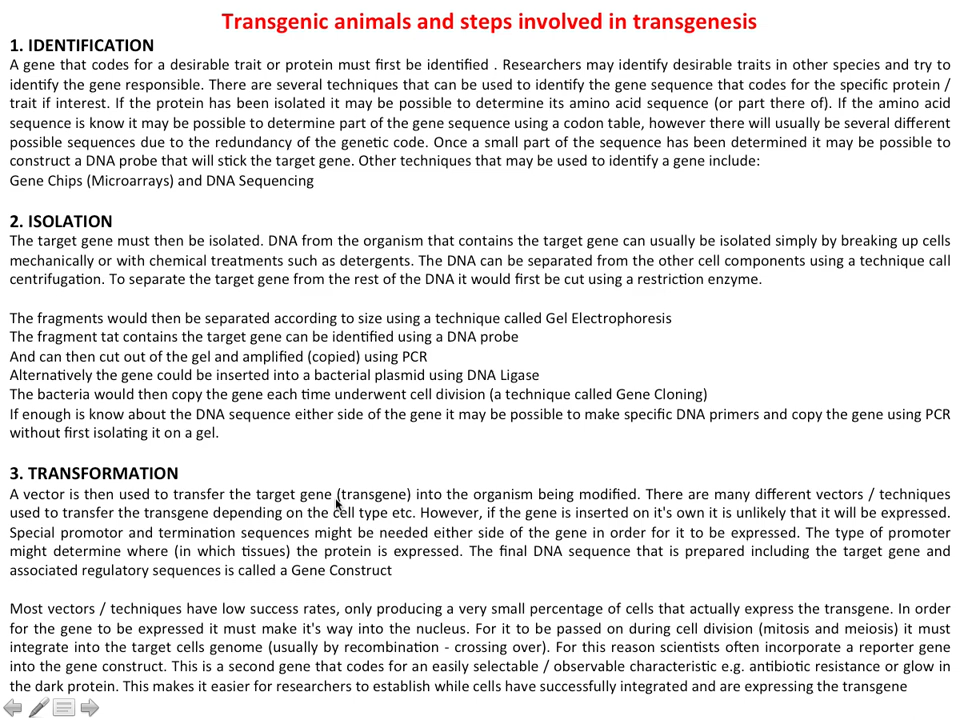 Transgenic animals and steps involved in transgenesis
1. IDENTIFICATION
A gene that codes for a desirable trait or protein must first be identified . Researchers may identify desirable traits in other species and try to
identify the gene responsible. There are several techniques that can be used to identify the gene sequence that codes for the specific protein /
trait if interest. If the protein has been isolated it may be possible to determine its amino acid sequence (or part there of). If the amino acid
sequence is know it may be possible to determine part of the gene sequence using a codon table, however there will usually be several different
possible sequences due to the redundancy of the genetic code. Once a small part of the sequence has been determined it may be possible to
construct a DNA probe that will stick the target gene. Other techniques that may be used to identify a gene include:
Gene Chips (Microarrays) and DNA Sequencing
2. ISOLATION
The target gene must then be isolated. DNA from the organism that contains the target gene can usually be isolated simply by breaking up cells
mechanically or with chemical treatments such as detergents. The DNA can be separated from the other cell components using a technique call
centrifugation. To separate the target gene from the rest of the DNA it would first be cut using a restriction enzyme.
The fragments would then be separated according to size using a technique called Gel Electrophoresis
The fragment tat contains the target gene can be identified using a DNA probe
And can then cut out of the gel and amplified (copied) using PCR
Alternatively the gene could be inserted into a bacterial plasmid using DNA Ligase
The bacteria would then copy the gene each time underwent cell division (a technique called Gene Cloning)
If enough is know about the DNA sequence either side of the gene it may be possible to make specific DNA primers and copy the gene using PCR
without first isolating it on a gel.
3. TRANSFORMATION
A vector is then used to transfer the target gene (transgene) into the organism being modified. There are many different vectors / techniques
used to transfer the transgene depending on the cell type etc. However, if the gene is inserted on it's own it is unlikely that it will be expressed.
Special promotor and termination sequences might be needed either side of the gene in order for it to be expressed. The type of promoter
might determine where (in which tissues) the protein is expressed. The final DNA sequence that is prepared including the target gene and
associated regulatory sequences is called a Gene Construct
Most vectors / techniques have low success rates, only producing a very small percentage of cells that actually express the transgene. In order
for the gene to be expressed it must make it's way into the nucleus. For it to be passed on during cell division (mitosis and meiosis) it must
integrate into the target cells genome (usually by recombination - crossing over). For this reason scientists often incorporate a reporter gene
into the gene construct. This is a second gene that codes for an easily selectable / observable characteristic e.g. antibiotic resistance or glow in
the dark protein. This makes it easier for researchers to establish while cells have successfully integrated and are expressing the transgene